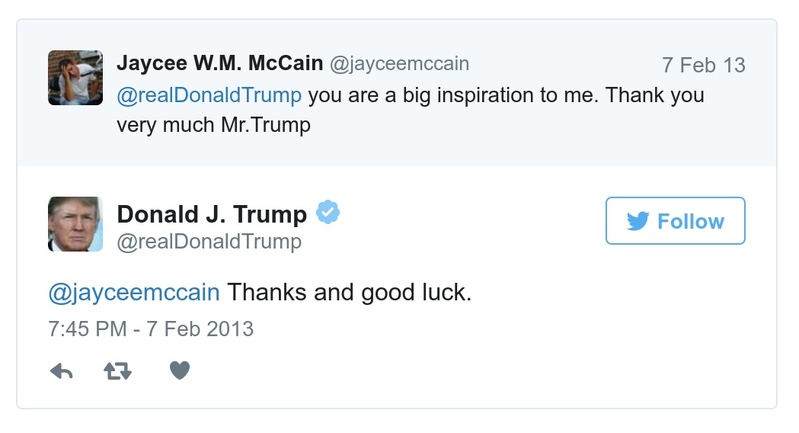 Jaycee W.M. McCain @jayceemccain 7 Feb 13
@realDonaldTrump you are a big inspiration to me. Thank you
very much Mr.Trump
Donald J. Trump
@realDonaldTrump
Follow
@jayceemccain Thanks and good luck.
7:45 PM - 7 Feb 2013